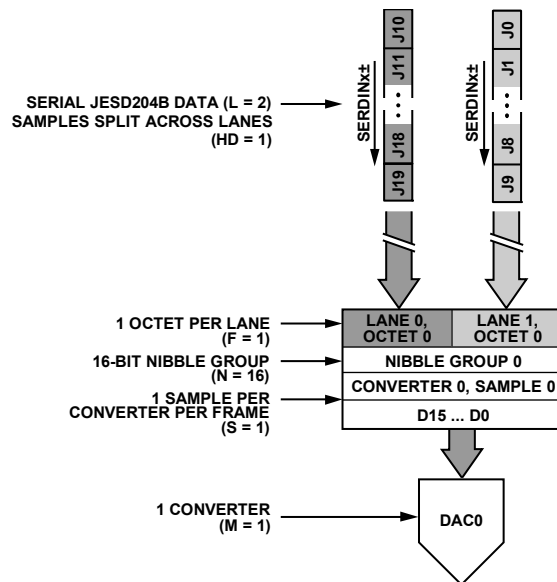 J10
J11
J18
J19
SERDINx±
J0
J1
J8
J9
SERDINx±
SERIAL JESD204B DATA (L = 2)
SAMPLES SPLIT ACROSS LANES
(HD = 1)
1 OCTET PER LANE
(F = 1)
LANE 0,
OCTET 0
LANE 1,
OCTET 0
16-BIT NIBBLE GROUP
(N = 16)
NIBBLE GROUP 0
1 SAMPLE PER
CONVERTER PER FRAME
(S = 1)
CONVERTER 0, SAMPLE 0
D15 ... D0
1 CONVERTER
(M = 1)
DAC0